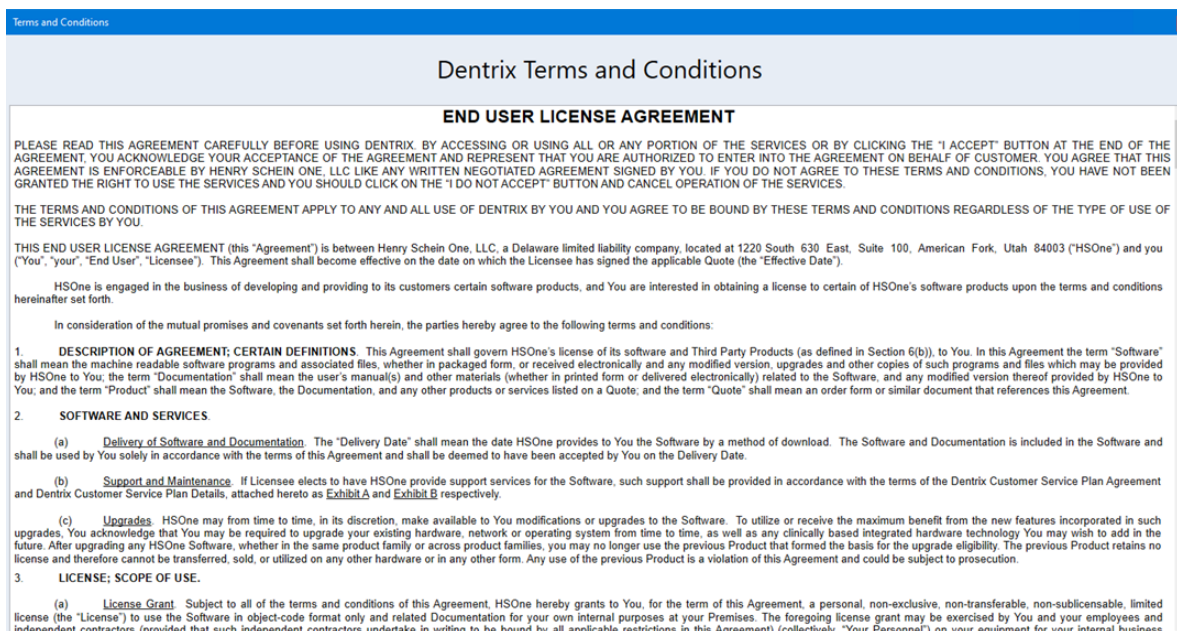 Terms and Conditions
Dentrix Terms and Conditions
END USER LICENSE AGREEMENT
PLEASE READ THIS AGREEMENT CAREFULLY BEFORE USING DENTRIX. BY ACCESSING OR USING ALL OR ANY PORTION OF THE SERVICES OR BY CLICKING THE “I ACCEPT” BUTTON AT THE END OF THE
AGREEMENT, YOU ACKNOWLEDGE YOUR ACCEPTANCE OF THE AGREEMENT AND REPRESENT THAT YOU ARE AUTHORIZED TO ENTER INTO THE AGREEMENT ON BEHALF OF CUSTOMER. YOU AGREE THAT THIS
AGREEMENT IS ENFORCEABLE BY HENRY SCHEIN ONE, LLC LIKE ANY WRITTEN NEGOTIATED AGREEMENT SIGNED BY YOU. IF YOU DO NOT AGREE TO THESE TERMS AND CONDITIONS, YOU HAVE NOT BEEN
GRANTED THE RIGHT TO USE THE SERVICES AND YOU SHOULD CLICK ON THE “I DO NOT ACCEPT” BUTTON AND CANCEL OPERATION OF THE SERVICES.
THE TERMS AND CONDITIONS OF THIS AGREEMENT APPLY TO ANY AND ALL USE OF DENTRIX BY YOU AND YOU AGREE TO BE BOUND BY THESE TERMS AND CONDITIONS REGARDLESS OF THE TYPE OF USE OF
THE SERVICES BY YOU.
THIS END USER LICENSE AGREEMENT (this “Agreement”) is between Henry Schein One, LLC, a Delaware limited liability company, located at 1220 South 630 East, Suite 100, American Fork, Utah 84003 (“HSOne”) and you
(“You”, “your”, “End User”, “Licensee”). This Agreement shall become effective on the date on which the Licensee has signed the applicable Quote (the “Effective Date”).
HSOne is engaged in the business of developing and providing to its customers certain software products, and You are interested in obtaining a license to certain of HSOne’s software products upon the terms and conditions
hereinafter set forth.
In consideration of the mutual promises and covenants set forth herein, the parties hereby agree to the following terms and conditions:
1. DESCRIPTION OF AGREEMENT; CERTAIN DEFINITIONS. This Agreement shall govern HSOne’s license of its software and Third Party Products (as defined in Section 6(b)), to You. In this Agreement the term “Software”
shall mean the machine readable software programs and associated files, whether in packaged form, or received electronically and any modified version, upgrades and other copies of such programs and files which may be provided
by HSOne to You; the term “Documentation” shall mean the user’s manual(s) and other materials (whether in printed form or delivered electronically) related to the Software, and any modified version thereof provided by HSOne to
You; and the term “Product” shall mean the Software, the Documentation, and any other products or services listed on a Quote; and the term “Quote” shall mean an order form or similar document that references this Agreement.
2. SOFTWARE AND SERVICES.
(a) Delivery of Software and Documentation. The “Delivery Date” shall mean the date HSOne provides to You the Software by a method of download. The Software and Documentation is included in the Software and
shall be used by You solely in accordance with the terms of this Agreement and shall be deemed to have been accepted by You on the Delivery Date.
(b) Support and Maintenance. If Licensee elects to have HSOne provide support services for the Software, such support shall be provided in accordance with the terms of the Dentrix Customer Service Plan Agreement
and Dentrix Customer Service Plan Details, attached hereto as Exhibit A and Exhibit B respectively.
(c) Upgrades. HSOne may from time to time, in its discretion, make available to You modifications or upgrades to the Software. To utilize or receive the maximum benefit from the new features incorporated in such
upgrades, You acknowledge that You may be required to upgrade your existing hardware, network or operating system from time to time, as well as any clinically based integrated hardware technology You may wish to add in the
future. After upgrading any HSOne Software, whether in the same product family or across product families, you may no longer use the previous Product that formed the basis for the upgrade eligibility. The previous Product retains no
license and therefore cannot be transferred, sold, or utilized on any other hardware or in any other form. Any use of the previous Product is a violation of this Agreement and could be subject to prosecution.
3. LICENSE; SCOPE OF USE.
(a) License Grant. Subject to all of the terms and conditions of this Agreement, HSOne hereby grants to You, for the term of this Agreement, a personal, non-exclusive, non-transferable, non-sublicensable, limited
license (the “License”) to use the Software in object-code format only and related Documentation for your own internal purposes at your Premises. The foregoing license grant may be exercised by You and your employees and
independent contractors (provided that such independent contractors undertake in writing to be bound by all applicable restrictions in this Agreement) (collectively, “Your Personnel”) on your equipment for your internal business